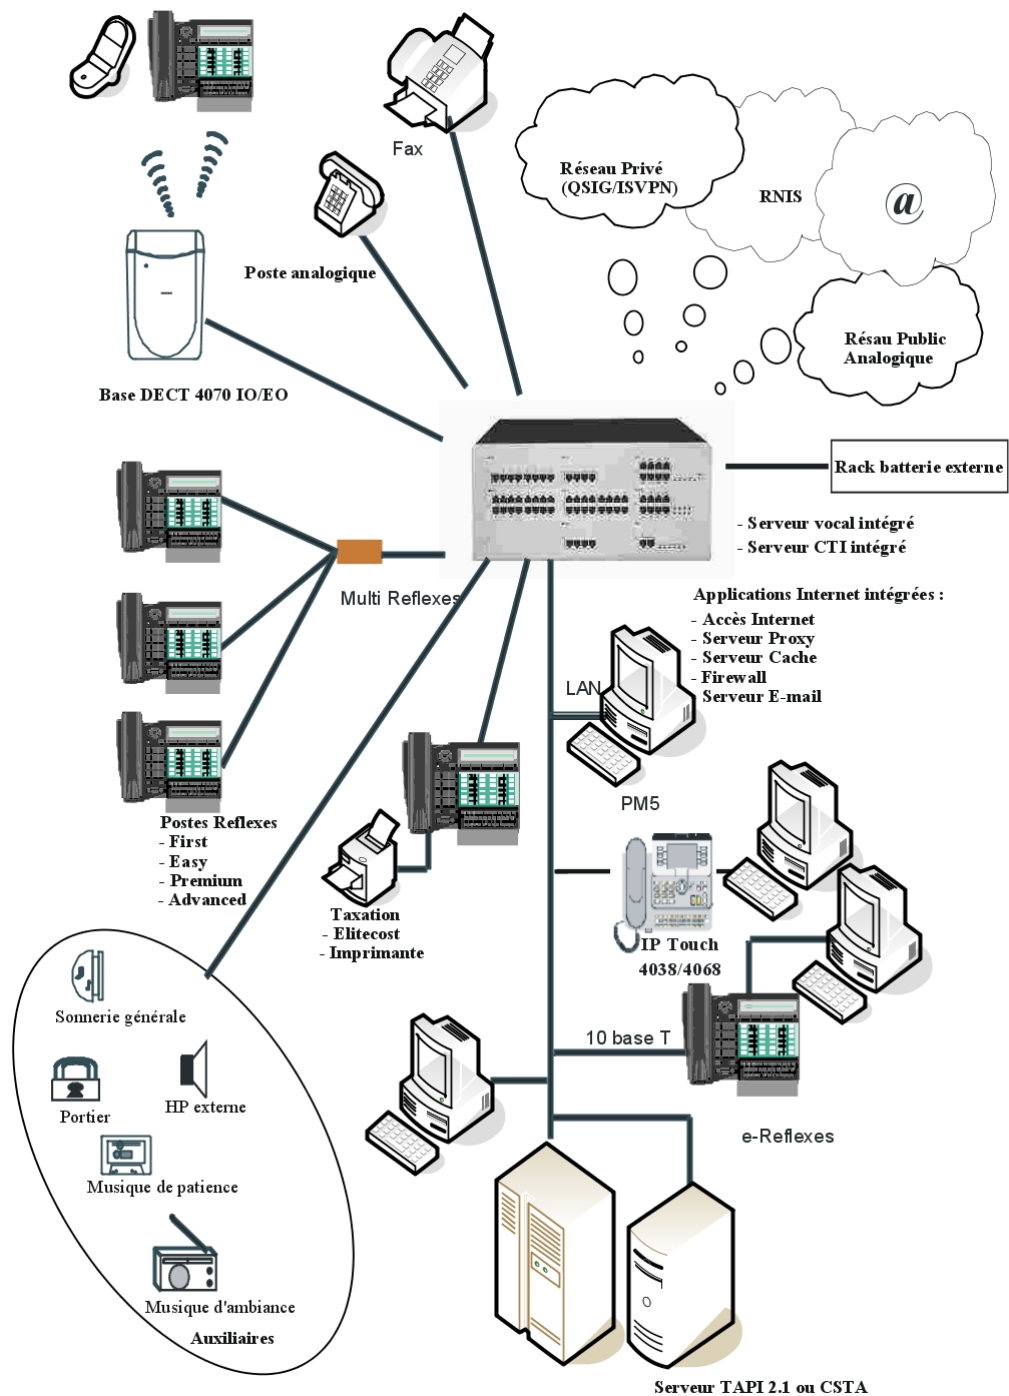 Fax
Réseau Privé
(QSIG/ISVPN)
RNIS
@
Poste analogique
Résau Public
Analogique
Base DECT 4070 IO/EO
Rack batterie externe
- Serveur vocal intégré
- Serveur CTI intégré
Multi Reflexes
Applications Internet intégrées :
- Accès Internet
- Serveur Proxy
- Serveur Cache
- Firewall
Serveur E-mail
LAN
PM5
Postes Reflexes
- First
- Easy
- Premium
- Advanced
Taxation
- Elitecost
- Imprimante
IP Touch
4038/4068
Sonnerie générale
10 base T
Portier
HP externe
e-Reflexes
Musique de patience
Musique d'ambiance
Auxiliaires
Serveur TAPI 2.1 ou CSTA